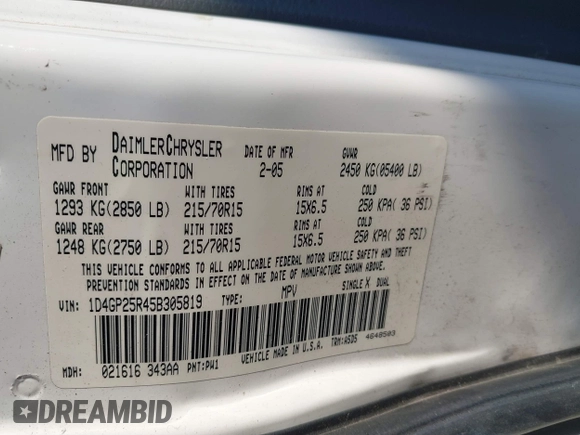 MFD BY DAIMLERCHRYSLER CORPORATION DATE OF MFR 2-05 GVWR 2450 KG(05400 LB)
GAWR FRONT WITH TIRES RIMS AT COLD
1293 KG(2850 LB) 215/70R15 15X6.5 250 KPA( 36 PSI)
GAWR REAR WITH TIRES RIMS AT COLD
1248 KG(2750 LB) 215/70R15 15X6.5 250 KPA( 36 PSI)
THIS VEHICLE CONFORMS TO ALL APPLICABLE FEDERAL MOTOR VEHICLE SAFETY AND THEFT
PREVENTION STANDARDS IN EFFECT ON THE DATE OF MANUFACTURE SHOWN ABOVE.
VIN: 1D4GP25R45B305819 TYPE: MPV SINGLE X DUAL
MDH: 021616 343AA PNT:PW1 VEHICLE MADE IN U.S.A. TRM:ASD5 4648503
DREAMBID